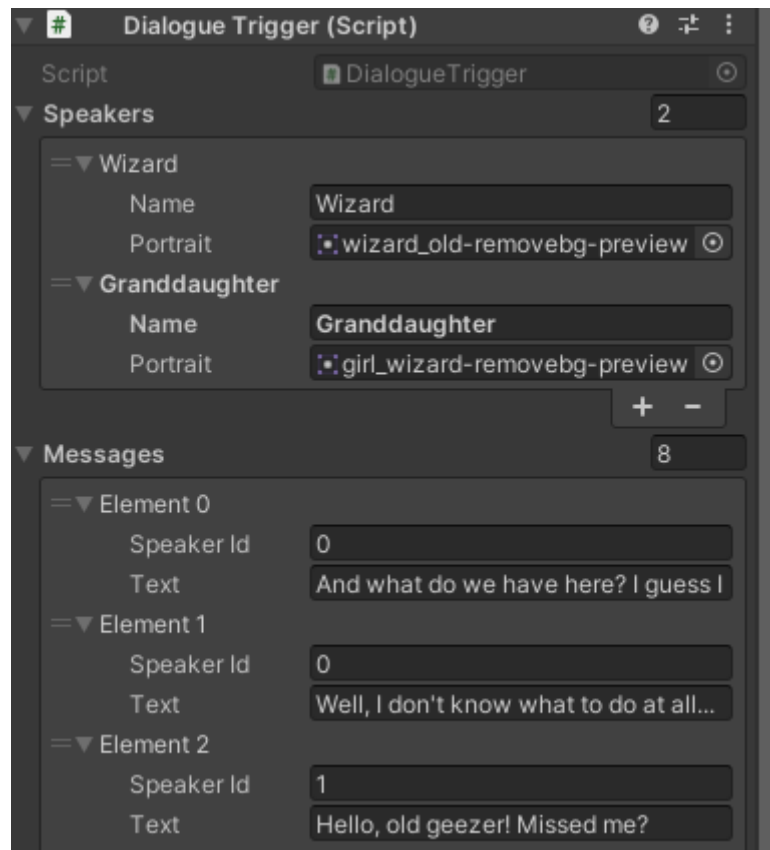 # Dialogue Trigger (Script)
Script # DialogueTrigger
Speakers 2
Wizard
Name Wizard
Portrait wizard_old-removebg-preview
Granddaughter
Name Granddaughter
Portrait girl_wizard-removebg-preview
+ −
Messages 8
Element 0
Speaker Id 0
Text And what do we have here? I guess I
Element 1
Speaker Id 0
Text Well, I don't know what to do at all...
Element 2
Speaker Id 1
Text Hello, old geezer! Missed me?